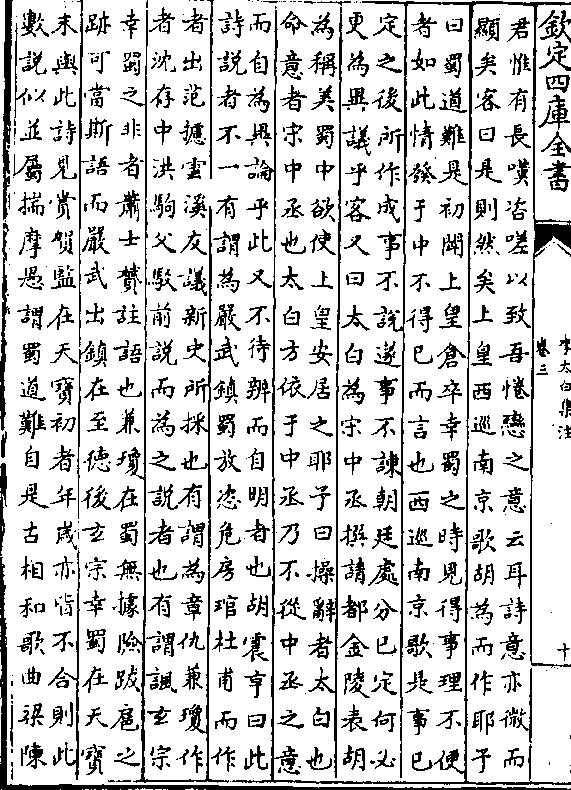 欽定四庫全書
李太白集注
卷三
十
君惟有長嘆咨嗟以致吾惓戀之意云耳詩意亦微而
顯矣客曰是則然矣上皇西巡南京歌胡為而作耶子
曰蜀道難是初聞上皇倉卒幸蜀之時見得事理不便
者如此情發于中不得已而言也西巡南京歌是事已
定之後所作成事不説遂事不諫朝廷處分已定何必
更為異議乎客又曰太白為宋中丞撰請都金陵表胡
為稱美蜀中欲使上皇安居之耶予曰操辭者太白也
命意者宋中丞也太白方依于中丞乃不從中丞之意
而自為異論乎此又不待辨而自明者也胡震亨曰此
詩説者不一有謂為嚴武鎮蜀放恣危房琯杜甫而作
者出范攄雲溪友議新史所採也有謂為章仇兼瓊作
者沈存中洪駒父駁前説而為之説者也有謂諷玄宗
幸蜀之非者蕭士贇註語也兼瓊在蜀無據險跋扈之
跡可當斯語而嚴武出鎮在至德後玄宗幸蜀在天寳
末與此詩見賞賀監在天寳初者年歲亦皆不合則此
數説似並屬揣摩愚謂蜀道難自是古相和歌曲梁陳